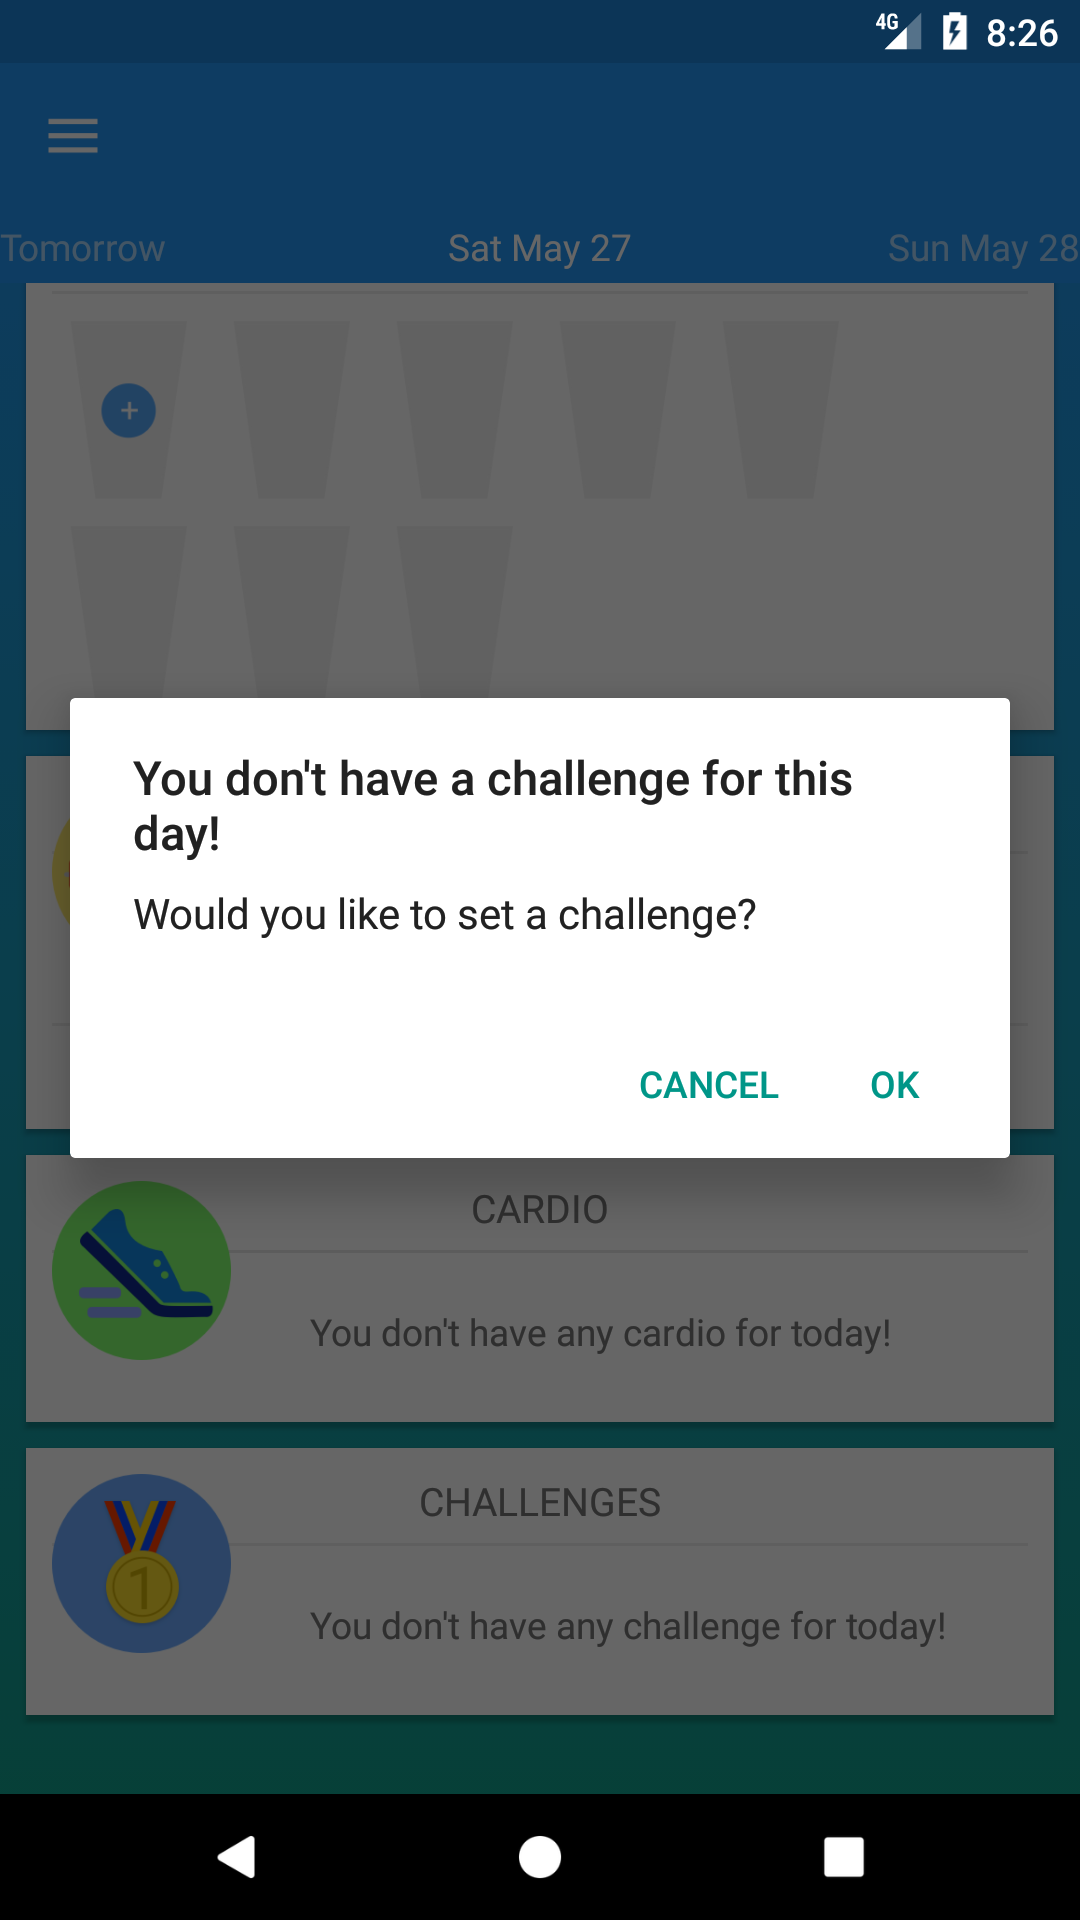 4G 8:26
Tomorrow Sat May 27 Sun May 28
+
You don't have a challenge for this
day!
Would you like to set a challenge?
CANCEL OK
CARDIO
You don't have any cardio for today!
CHALLENGES
1
You don't have any challenge for today!